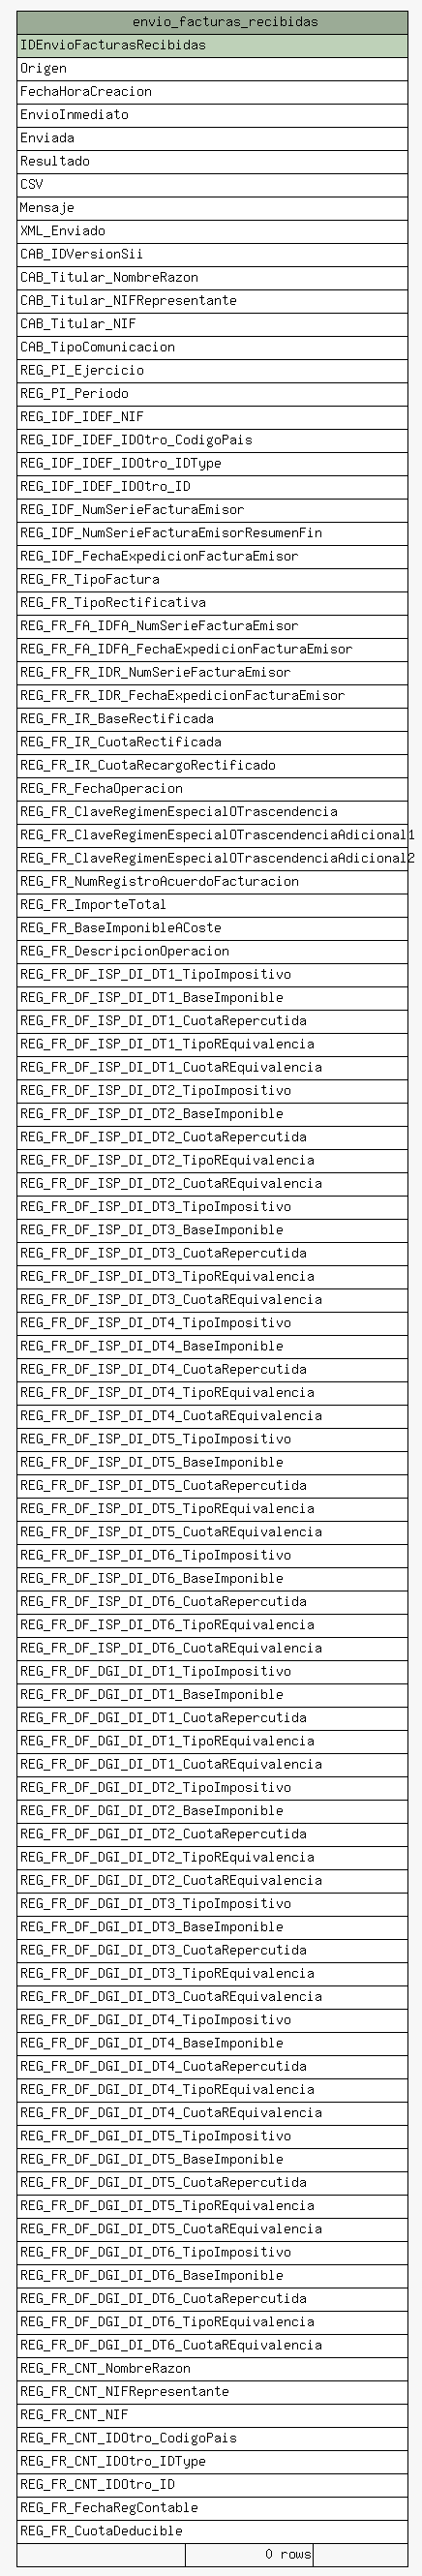 envio_facturas_recibidas
IDEnvioFacturasRecibidas
Origen
FechaHoraCreacion
EnvioInmediato
Enviada
Resultado
CSV
Mensaje
XML_Enviado
CAB_IDVersionSii
CAB_Titular_NombreRazon
CAB_Titular_NIFRepresentante
CAB_Titular_NIF
CAB_TipoComunicacion
REG_PI_Ejercicio
REG_PI_Periodo
REG_IDF_IDEF_NIF
REG_IDF_IDEF_IDOtro_CodigoPais
REG_IDF_IDEF_IDOtro_IDType
REG_IDF_IDEF_IDOtro_ID
REG_IDF_NumSerieFacturaEmisor
REG_IDF_NumSerieFacturaEmisorResumenFin
REG_IDF_FechaExpedicionFacturaEmisor
REG_FR_TipoFactura
REG_FR_TipoRectificativa
REG_FR_FA_IDFA_NumSerieFacturaEmisor
REG_FR_FA_IDFA_FechaExpedicionFacturaEmisor
REG_FR_FR_IDR_NumSerieFacturaEmisor
REG_FR_FR_IDR_FechaExpedicionFacturaEmisor
REG_FR_IR_BaseRectificada
REG_FR_IR_CuotaRectificada
REG_FR_IR_CuotaRecargoRectificado
REG_FR_FechaOperacion
REG_FR_ClaveRegimenEspecialOTrascendencia
REG_FR_ClaveRegimenEspecialOTrascendenciaAdicional1
REG_FR_ClaveRegimenEspecialOTrascendenciaAdicional2
REG_FR_NumRegistroAcuerdoFacturacion
REG_FR_ImporteTotal
REG_FR_BaseImponibleACoste
REG_FR_DescripcionOperacion
REG_FR_DF_ISP_DI_DT1_TipoImpositivo
REG_FR_DF_ISP_DI_DT1_BaseImponible
REG_FR_DF_ISP_DI_DT1_CuotaRepercutida
REG_FR_DF_ISP_DI_DT1_TipoREquivalencia
REG_FR_DF_ISP_DI_DT1_CuotaREquivalencia
REG_FR_DF_ISP_DI_DT2_TipoImpositivo
REG_FR_DF_ISP_DI_DT2_BaseImponible
REG_FR_DF_ISP_DI_DT2_CuotaRepercutida
REG_FR_DF_ISP_DI_DT2_TipoREquivalencia
REG_FR_DF_ISP_DI_DT2_CuotaREquivalencia
REG_FR_DF_ISP_DI_DT3_TipoImpositivo
REG_FR_DF_ISP_DI_DT3_BaseImponible
REG_FR_DF_ISP_DI_DT3_CuotaRepercutida
REG_FR_DF_ISP_DI_DT3_TipoREquivalencia
REG_FR_DF_ISP_DI_DT3_CuotaREquivalencia
REG_FR_DF_ISP_DI_DT4_TipoImpositivo
REG_FR_DF_ISP_DI_DT4_BaseImponible
REG_FR_DF_ISP_DI_DT4_CuotaRepercutida
REG_FR_DF_ISP_DI_DT4_TipoREquivalencia
REG_FR_DF_ISP_DI_DT4_CuotaREquivalencia
REG_FR_DF_ISP_DI_DT5_TipoImpositivo
REG_FR_DF_ISP_DI_DT5_BaseImponible
REG_FR_DF_ISP_DI_DT5_CuotaRepercutida
REG_FR_DF_ISP_DI_DT5_TipoREquivalencia
REG_FR_DF_ISP_DI_DT5_CuotaREquivalencia
REG_FR_DF_ISP_DI_DT6_TipoImpositivo
REG_FR_DF_ISP_DI_DT6_BaseImponible
REG_FR_DF_ISP_DI_DT6_CuotaRepercutida
REG_FR_DF_ISP_DI_DT6_TipoREquivalencia
REG_FR_DF_ISP_DI_DT6_CuotaREquivalencia
REG_FR_DF_DGI_DI_DT1_TipoImpositivo
REG_FR_DF_DGI_DI_DT1_BaseImponible
REG_FR_DF_DGI_DI_DT1_CuotaRepercutida
REG_FR_DF_DGI_DI_DT1_TipoREquivalencia
REG_FR_DF_DGI_DI_DT1_CuotaREquivalencia
REG_FR_DF_DGI_DI_DT2_TipoImpositivo
REG_FR_DF_DGI_DI_DT2_BaseImponible
REG_FR_DF_DGI_DI_DT2_CuotaRepercutida
REG_FR_DF_DGI_DI_DT2_TipoREquivalencia
REG_FR_DF_DGI_DI_DT2_CuotaREquivalencia
REG_FR_DF_DGI_DI_DT3_TipoImpositivo
REG_FR_DF_DGI_DI_DT3_BaseImponible
REG_FR_DF_DGI_DI_DT3_CuotaRepercutida
REG_FR_DF_DGI_DI_DT3_TipoREquivalencia
REG_FR_DF_DGI_DI_DT3_CuotaREquivalencia
REG_FR_DF_DGI_DI_DT4_TipoImpositivo
REG_FR_DF_DGI_DI_DT4_BaseImponible
REG_FR_DF_DGI_DI_DT4_CuotaRepercutida
REG_FR_DF_DGI_DI_DT4_TipoREquivalencia
REG_FR_DF_DGI_DI_DT4_CuotaREquivalencia
REG_FR_DF_DGI_DI_DT5_TipoImpositivo
REG_FR_DF_DGI_DI_DT5_BaseImponible
REG_FR_DF_DGI_DI_DT5_CuotaRepercutida
REG_FR_DF_DGI_DI_DT5_TipoREquivalencia
REG_FR_DF_DGI_DI_DT5_CuotaREquivalencia
REG_FR_DF_DGI_DI_DT6_TipoImpositivo
REG_FR_DF_DGI_DI_DT6_BaseImponible
REG_FR_DF_DGI_DI_DT6_CuotaRepercutida
REG_FR_DF_DGI_DI_DT6_TipoREquivalencia
REG_FR_DF_DGI_DI_DT6_CuotaREquivalencia
REG_FR_CNT_NombreRazon
REG_FR_CNT_NIFRepresentante
REG_FR_CNT_NIF
REG_FR_CNT_IDOtro_CodigoPais
REG_FR_CNT_IDOtro_IDType
REG_FR_CNT_IDOtro_ID
REG_FR_FechaRegContable
REG_FR_CuotaDeducible
0 rows